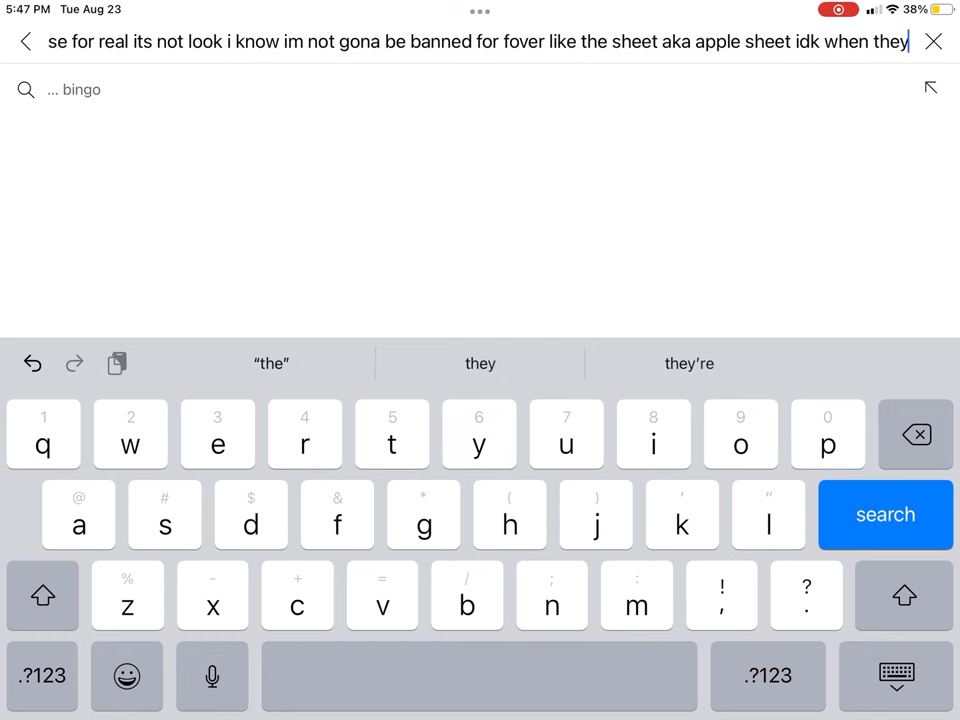 5:47 PM Tue Aug 23 38%
se for real its not look i know im not gona be banned for fover like the sheet aka apple sheet idk when they
... bingo
“the” they they’re
1 2 3 4 5 6 7 8 9 0
q w e r t y u i o p
@ # $ & * ( ) ' "
a s d f g h j k l search
% - + = / ; : ! ?
z x c v b n m , .
.?123 .?123